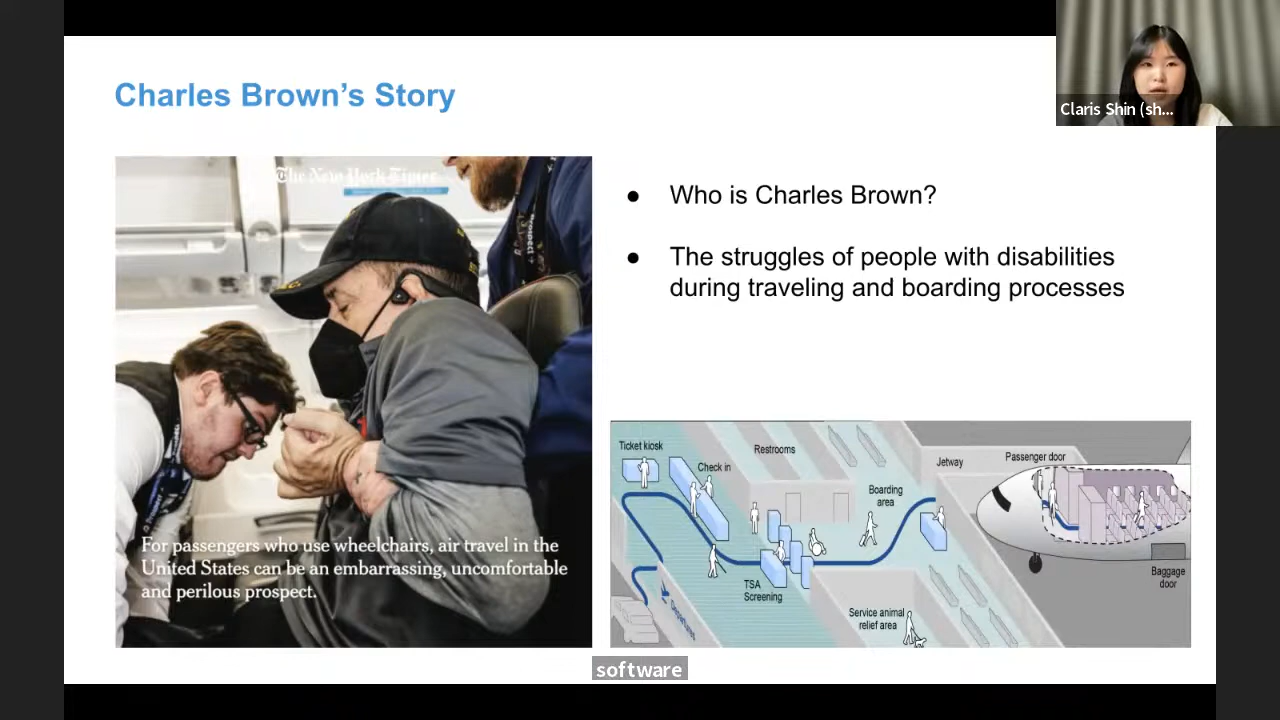 Charles Brown's Story
Claris Shin (sh...
The New York Times
● Who is Charles Brown?
● The struggles of people with disabilities
during traveling and boarding processes
For passengers who use wheelchairs, air travel in the
United States can be an embarrassing, uncomfortable
and perilous prospect.
Prospect
Ticket kiosk
Check in
Restrooms
Jetway
Passenger door
Boarding
area
TSA
Screening
Service animal
relief area
Baggage
door
Departures
software